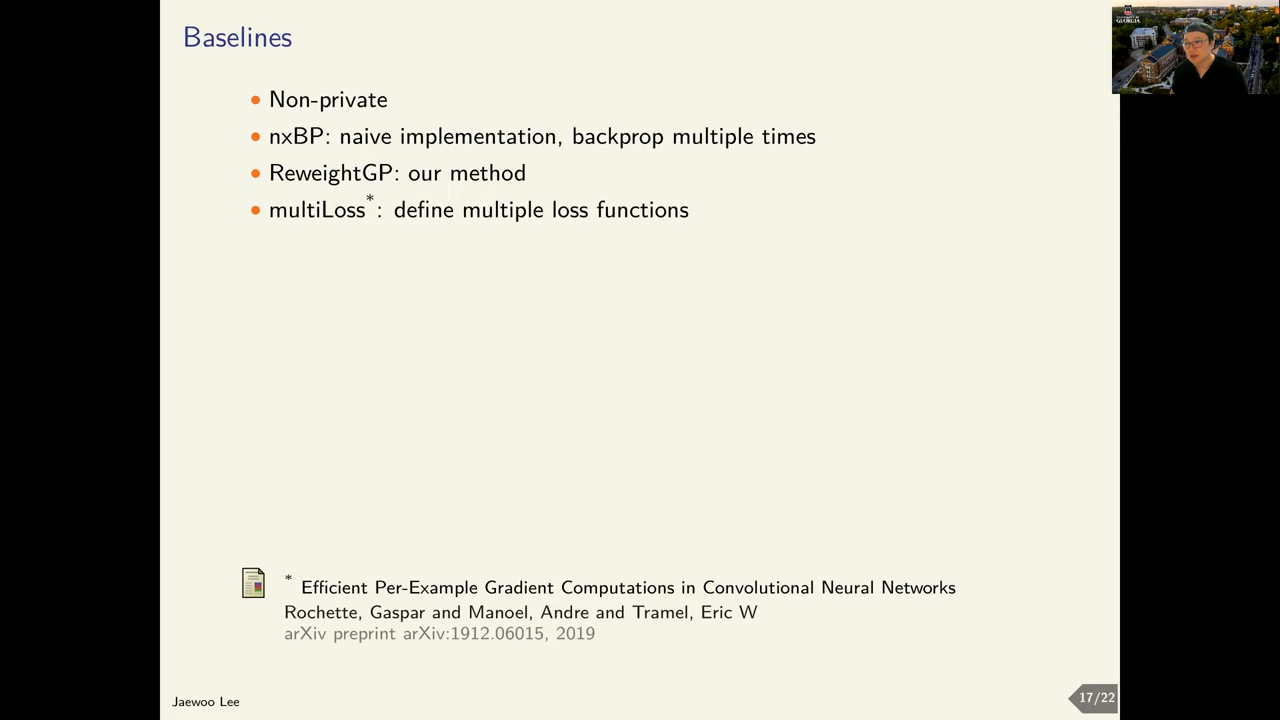 Baselines
GEORGIA
• Non-private
• nxBP: naive implementation, backprop multiple times
• ReweightGP: our method
• multiLoss*: define multiple loss functions
* Efficient Per-Example Gradient Computations in Convolutional Neural Networks
Rochette, Gaspar and Manoel, Andre and Tramel, Eric W
arXiv preprint arXiv:1912.06015, 2019
Jaewoo Lee
17/22